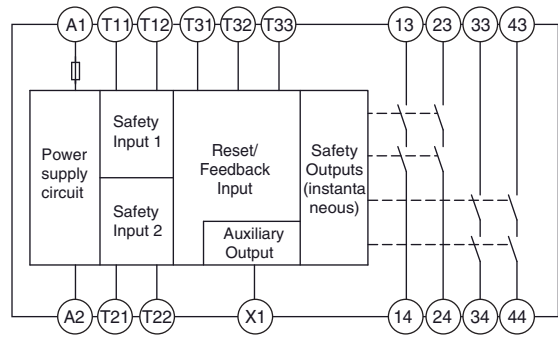 A1 T11 T12 T31 T32 T33 13 23 33 43
Power
supply
circuit
Safety
Input 1
Safety
Input 2
Reset/
Feedback
Input
Auxiliary
Output
Safety
Outputs
(instanta
neous)
A2 T21 T22 X1 14 24 34 44